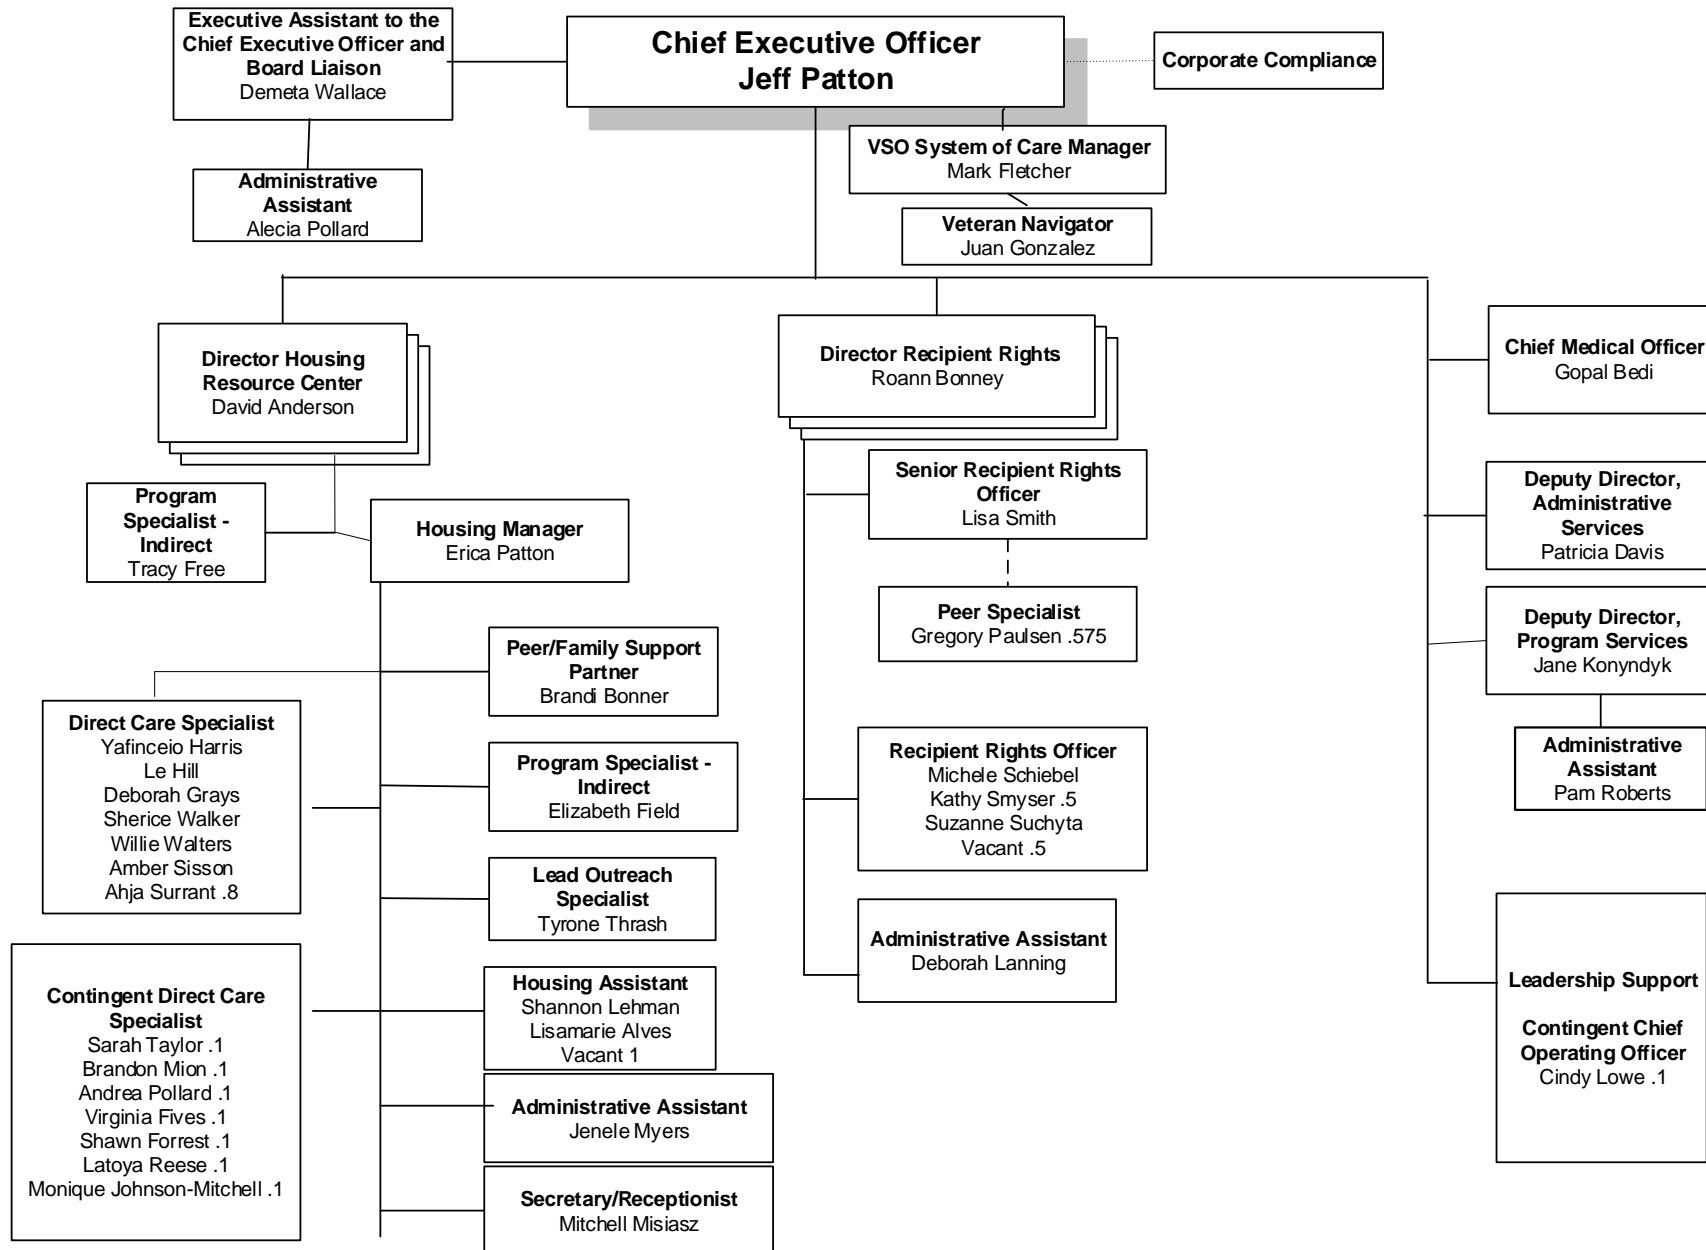 Executive Assistant to the
Chief Executive Officer and
Board Liaison
Demeta Wallace
Chief Executive Officer
Jeff Patton
Corporate Compliance
VSO System of Care Manager
Mark Fletcher
Administrative
Assistant
Alecia Pollard
Veteran Navigator
Juan Gonzalez
Director Housing
Resource Center
David Anderson
Director Recipient Rights
Roann Bonney
Chief Medical Officer
Gopal Bedi
Program
Specialist -
Indirect
Tracy Free
Housing Manager
Erica Patton
Senior Recipient Rights
Officer
Lisa Smith
Deputy Director,
Administrative
Services
Patricia Davis
Peer Specialist
Gregory Paulsen .575
Deputy Director,
Program Services
Jane Konyndyk
Peer/Family Support
Partner
Brandi Bonner
Direct Care Specialist
Yafinceio Harris
Le Hill
Deborah Grays
Sherice Walker
Willie Walters
Amber Sisson
Ahja Surrant .8
Program Specialist -
Indirect
Elizabeth Field
Recipient Rights Officer
Michele Schiebel
Kathy Smyser .5
Suzanne Suchyta
Vacant .5
Administrative
Assistant
Pam Roberts
Lead Outreach
Specialist
Tyrone Thrash
Administrative Assistant
Deborah Lanning
Contingent Direct Care
Specialist
Sarah Taylor .1
Brandon Mion .1
Andrea Pollard .1
Virginia Fives .1
Shawn Forrest .1
Latoya Reese .1
Monique Johnson-Mitchell .1
Housing Assistant
Shannon Lehman
Lisamarie Alves
Vacant 1
Leadership Support
Contingent Chief
Operating Officer
Cindy Lowe .1
Administrative Assistant
Jenele Myers
Secretary/Receptionist
Mitchell Misiasz